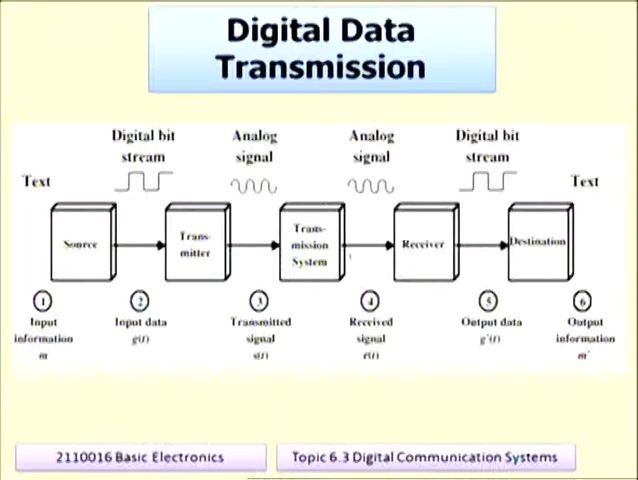 Digital Data
Transmission
Digital bit
stream
Analog
signal
Analog
signal
Digital bit
stream
Text
Text
Source
Trans-
mitter
Trans-
mission
System
Receiver
Destination
1
2
3
4
5
6
Input
information
m
Input data
g(t)
Transmitted
signal
s(t)
Received
signal
r(t)
Output data
g'(t)
Output
information
m'
2110016 Basic Electronics
Topic 6.3 Digital Communication Systems